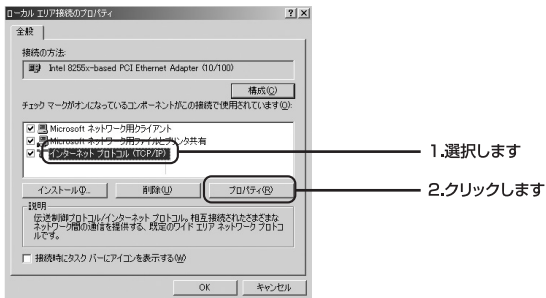 ローカル エリア接続のプロパティ
全般
接続の方法:
Intel 8255x-based PCI Ethernet Adapter (10/100)
構成(C)
チェック マークがオンになっているコンポーネントがこの接続で使用されています(O):
Microsoft ネットワーク用クライアント
Microsoft ネットワーク用ファイルとプリンタ共有
インターネット プロトコル (TCP/IP)
1.選択します
インストール(I)...
削除(U)
プロパティ(R)
2.クリックします
説明
伝送制御プロトコル/インターネット プロトコル。相互接続されたさまざまな
ネットワーク間の通信を提供する、既定のワイド エリア ネットワーク プロトコ
ルです。
接続時にタスク バーにアイコンを表示する(W)
OK
キャンセル